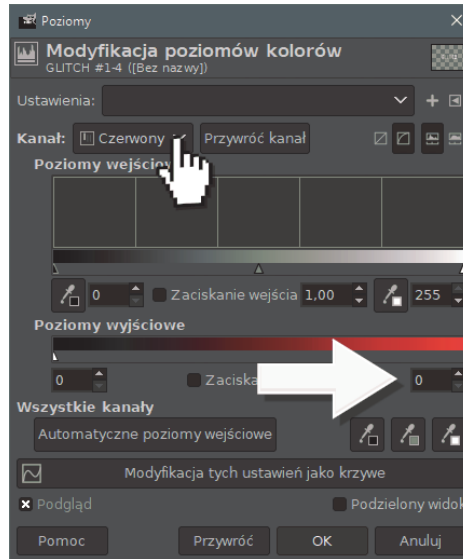 Poziomy
Modyfikacja poziomów kolorów
GLITCH #1-4 ([Bez nazwy])
Ustawienia:
Kanał: Czerwony Przywróć kanał
Poziomy
0 Zaciskanie wejścia 1,00 255
Poziomy wyjściowe
0 0
Wszystkie kanały
Automatyczne poziomy wejściowe
Modyfikacja tych ustawień jako krzywe
Podgląd Podzielony widok
Pomoc Przywróć OK Anuluj